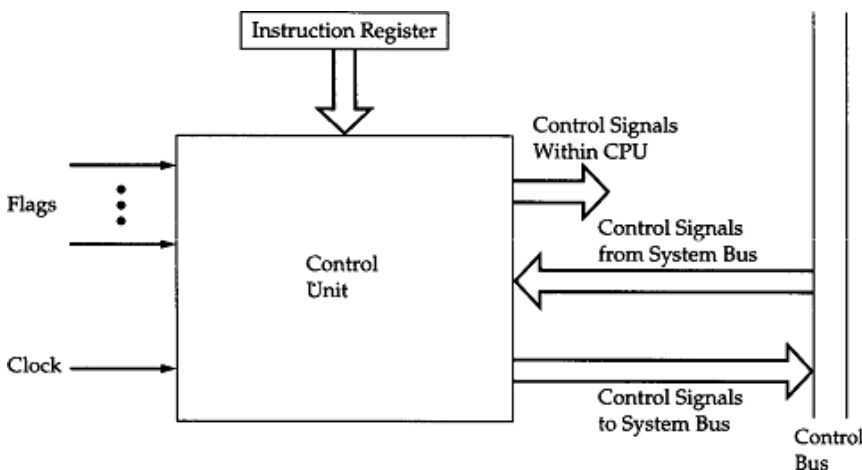 Instruction Register
Control Signals
Within CPU
Flags
Control Signals
from System Bus
Control
Unit
Clock
Control Signals
to System Bus
Control
Bus